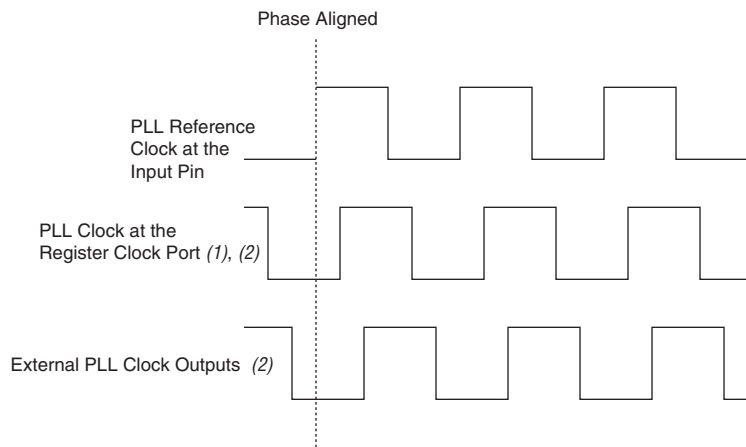 Phase Aligned
PLL Reference
Clock at the
Input Pin
PLL Clock at the
Register Clock Port (1), (2)
External PLL Clock Outputs (2)